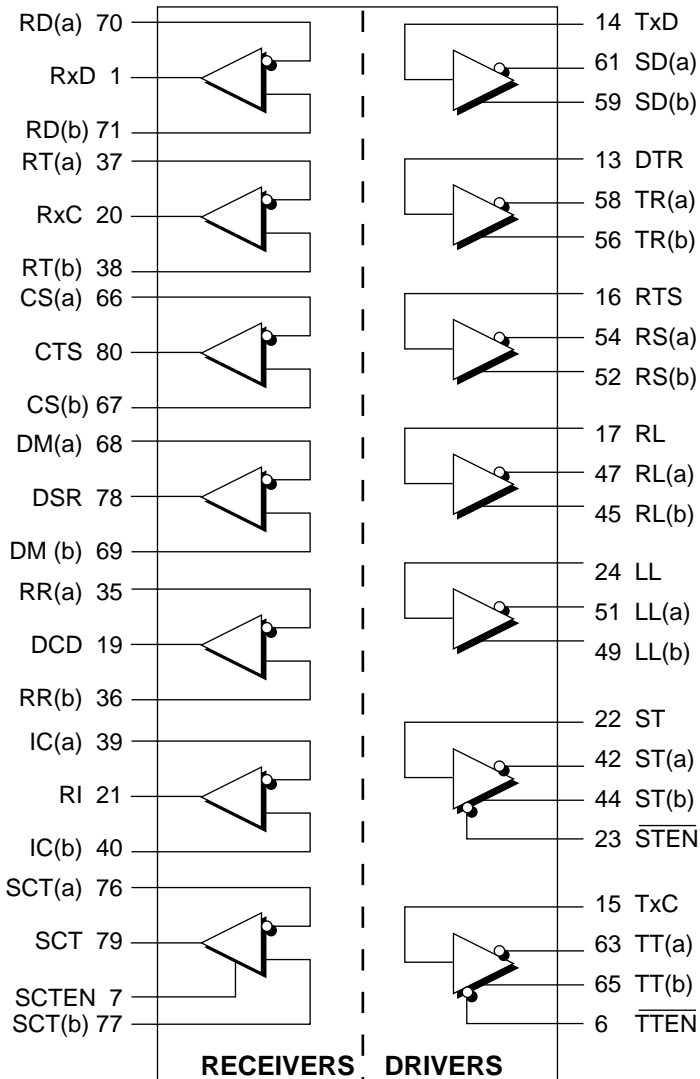 RD(a) 70
RxD 1
RD(b) 71
RT(a) 37
RxC 20
RT(b) 38
CS(a) 66
CTS 80
CS(b) 67
DM(a) 68
DSR 78
DM (b) 69
RR(a) 35
DCD 19
RR(b) 36
IC(a) 39
RI 21
IC(b) 40
SCT(a) 76
SCT 79
SCTEN 7
SCT(b) 77
RECEIVERS
14 TxD
61 SD(a)
59 SD(b)
13 DTR
58 TR(a)
56 TR(b)
16 RTS
54 RS(a)
52 RS(b)
17 RL
47 RL(a)
45 RL(b)
24 LL
51 LL(a)
49 LL(b)
22 ST
42 ST(a)
44 ST(b)
23 S̅T̅E̅N̅
15 TxC
63 TT(a)
65 TT(b)
6 T̅T̅E̅N̅
DRIVERS